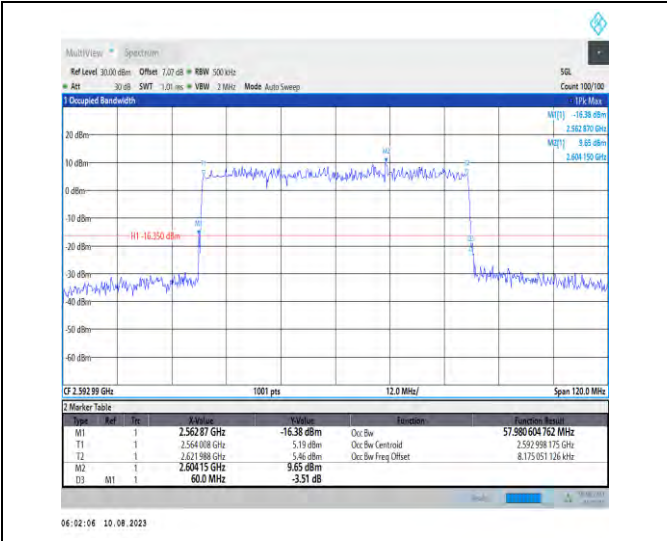 MultiView Spectrum
Ref Level 30.00 dBm Offset 7.07 dB RBW 500 kHz SGL
Att 30 dB SWT 1.01 ms VBW 2 MHz Mode Auto Sweep Count 100/100
1 Occupied Bandwidth 1Pk Max
M1[1] -16.38 dBm
2.562 870 GHz
M2[1] 9.65 dBm
2.604 150 GHz
20 dBm
M2
10 dBm
0 dBm
-10 dBm
M1
H1 -16.350 dBm
-20 dBm
-30 dBm
-40 dBm
-50 dBm
-60 dBm
CF 2.592 99 GHz 1001 pts 12.0 MHz/ Span 120.0 MHz
2 Marker Table
Type Ref Trc X-Value Y-Value Function Function Result
M1 1 2.562 87 GHz -16.38 dBm Occ Bw 57.980 604 762 MHz
T1 1 2.564 008 GHz 5.19 dBm Occ Bw Centroid 2.592 998 175 GHz
T2 1 2.621 988 GHz 5.46 dBm Occ Bw Freq Offset 8.175 051 126 kHz
M2 1 2.604 15 GHz 9.65 dBm
D3 M1 1 60.0 MHz -3.51 dB
06:02:06 10.08.2023